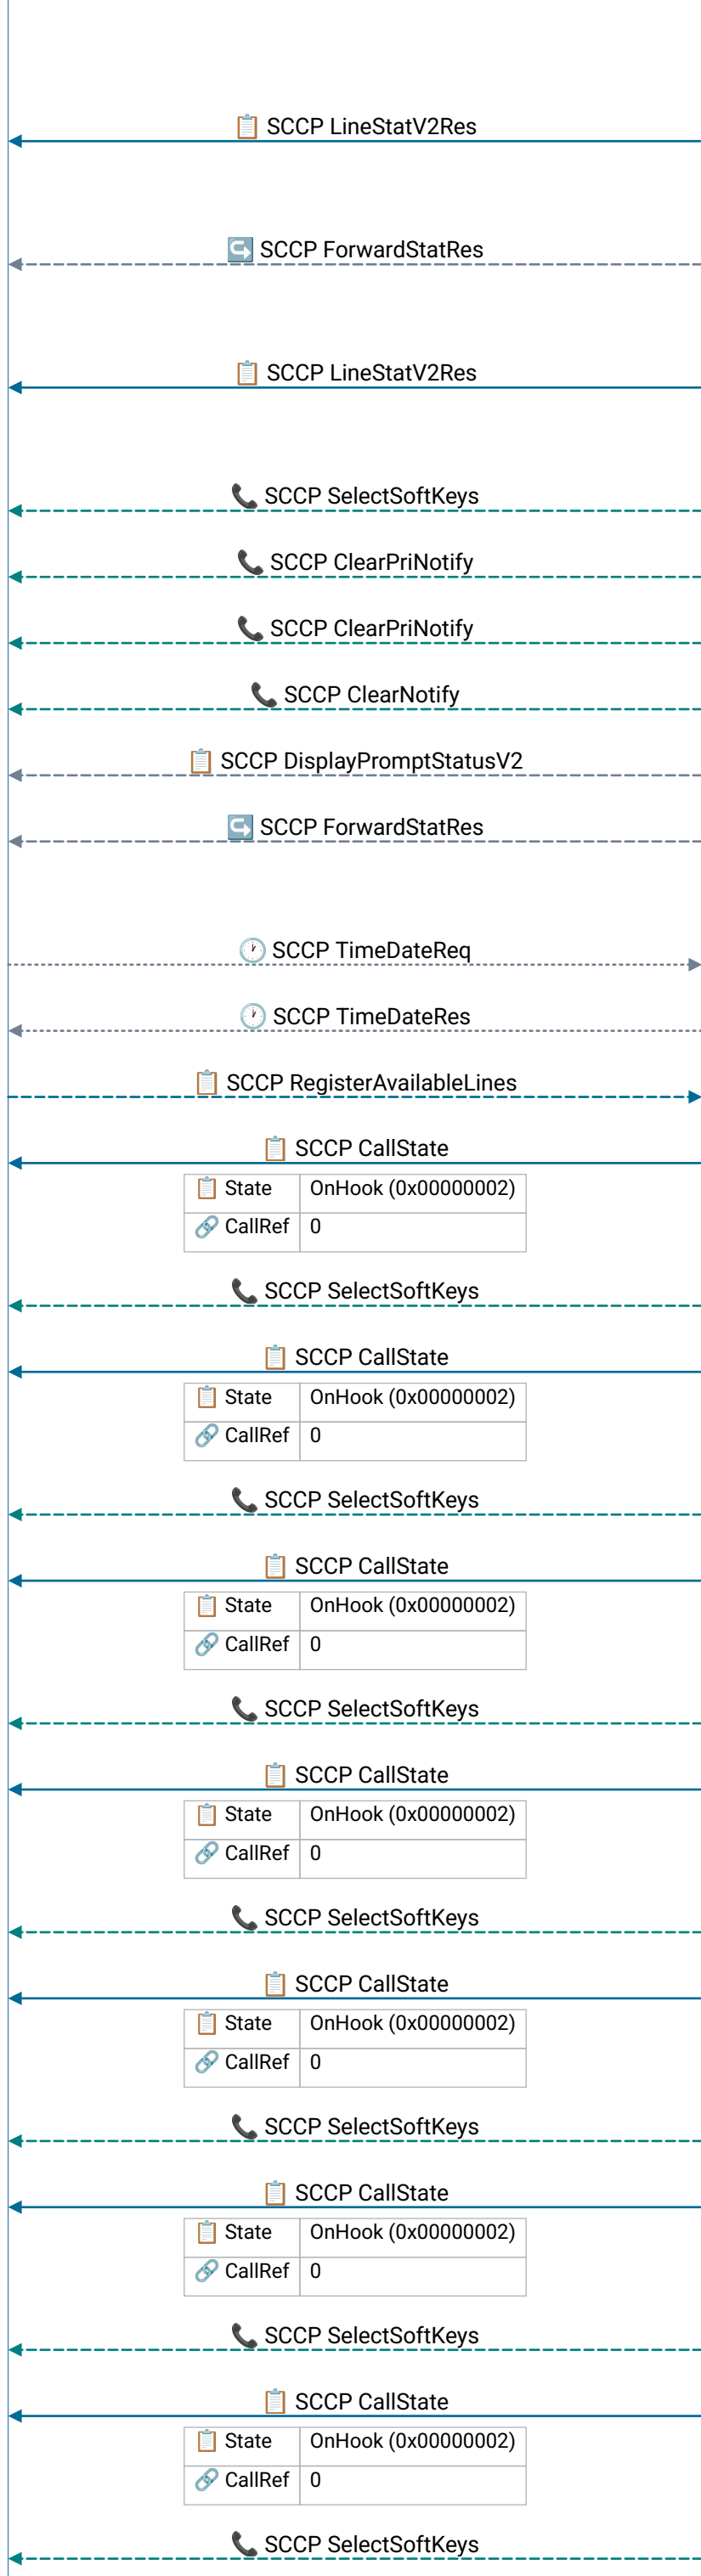 📋 SCCP LineStatV2Res
↪️ SCCP ForwardStatRes
📋 SCCP LineStatV2Res
📞 SCCP SelectSoftKeys
📞 SCCP ClearPriNotify
📞 SCCP ClearPriNotify
📞 SCCP ClearNotify
📋 SCCP DisplayPromptStatusV2
↪️ SCCP ForwardStatRes
🕐 SCCP TimeDateReq
🕐 SCCP TimeDateRes
📋 SCCP RegisterAvailableLines
📋 SCCP CallState
📋 State OnHook (0x00000002)
🔗 CallRef 0
📞 SCCP SelectSoftKeys
📋 SCCP CallState
📋 State OnHook (0x00000002)
🔗 CallRef 0
📞 SCCP SelectSoftKeys
📋 SCCP CallState
📋 State OnHook (0x00000002)
🔗 CallRef 0
📞 SCCP SelectSoftKeys
📋 SCCP CallState
📋 State OnHook (0x00000002)
🔗 CallRef 0
📞 SCCP SelectSoftKeys
📋 SCCP CallState
📋 State OnHook (0x00000002)
🔗 CallRef 0
📞 SCCP SelectSoftKeys
📋 SCCP CallState
📋 State OnHook (0x00000002)
🔗 CallRef 0
📞 SCCP SelectSoftKeys
📋 SCCP CallState
📋 State OnHook (0x00000002)
🔗 CallRef 0
📞 SCCP SelectSoftKeys